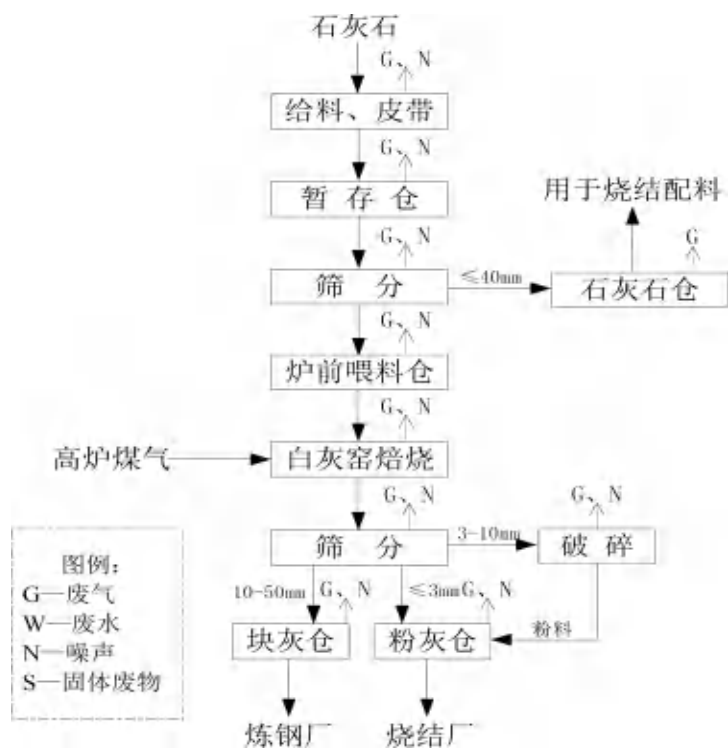 石灰石
G、N
给料、皮带
G、N
暂存仓
用于烧结配料
G、N
G
筛 分
≤40mm
石灰石仓
G、N
炉前喂料仓
G、N
高炉煤气
白灰窑焙烧
G、N
G、N
筛 分
3-10mm
破 碎
图例：
G—废气
W—废水
N—噪声
S—固体废物
10-50mm
G、N
≤3mm
G、N
块灰仓
粉灰仓
粉料
炼钢厂
烧结厂